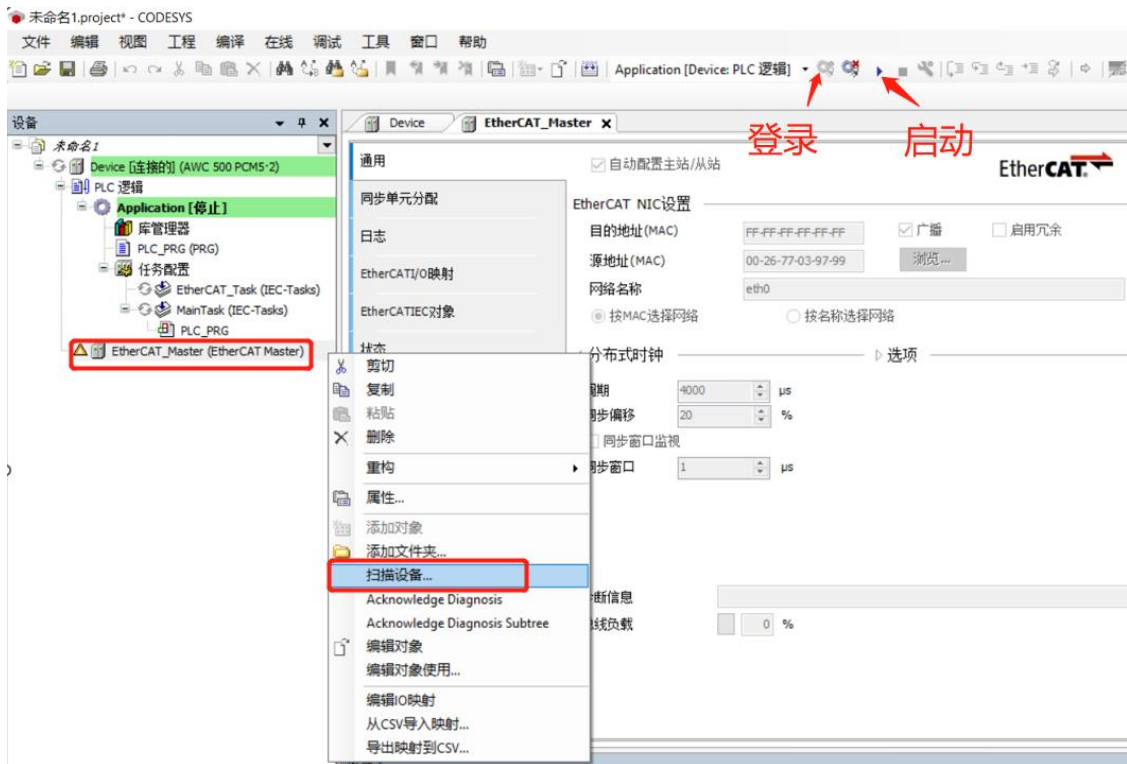 未命名1.project* - CODESYS
文件 编辑 视图 工程 编译 在线 调试 工具 窗口 帮助
Application [Device: PLC 逻辑]
登录 启动
设备
未命名1
Device [连接的] (AWC 500 PCM5-2)
PLC 逻辑
Application [停止]
库管理器
PLC_PRG (PRG)
任务配置
EtherCAT_Task (IEC-Tasks)
MainTask (IEC-Tasks)
PLC_PRG
EtherCAT_Master (EtherCAT Master)
Device EtherCAT_Master
通用
同步单元分配
日志
EtherCATI/O映射
EtherCATIEC对象
状态
自动配置主站/从站
EtherCAT
EtherCAT NIC设置
目的地址(MAC) FF-FF-FF-FF-FF-FF 广播 启用冗余
源地址(MAC) 00-26-77-03-97-99 浏览...
网络名称 eth0
按MAC选择网络 按名称选择网络
分布式时钟 选项
周期 4000 µs
同步偏移 20 %
同步窗口监视
同步窗口 1 µs
诊断信息
总线负载 0 %
剪切
复制
粘贴
删除
重构
属性...
添加对象
添加文件夹...
扫描设备...
Acknowledge Diagnosis
Acknowledge Diagnosis Subtree
编辑对象
编辑对象使用...
编辑IO映射
从CSV导入映射...
导出映射到CSV...